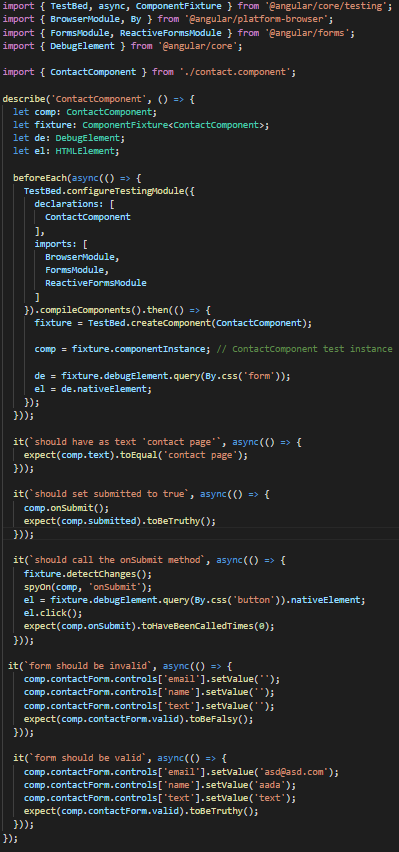 import { TestBed, async, ComponentFixture } from '@angular/core/testing';
import { BrowserModule, By } from '@angular/platform-browser';
import { FormsModule, ReactiveFormsModule } from '@angular/forms';
import { DebugElement } from '@angular/core';

import { ContactComponent } from './contact.component';

describe('ContactComponent', () => {
  let comp: ContactComponent;
  let fixture: ComponentFixture<ContactComponent>;
  let de: DebugElement;
  let el: HTMLElement;

  beforeEach(async(() => {
    TestBed.configureTestingModule({
      declarations: [
        ContactComponent
      ],
      imports: [
        BrowserModule,
        FormsModule,
        ReactiveFormsModule
      ]
    }).compileComponents().then(() => {
      fixture = TestBed.createComponent(ContactComponent);

      comp = fixture.componentInstance; // ContactComponent test instance

      de = fixture.debugElement.query(By.css('form'));
      el = de.nativeElement;
    });
  }));

  it(`should have as text 'contact page'`, async(() => {
    expect(comp.text).toEqual('contact page');
  }));

  it(`should set submitted to true`, async(() => {
    comp.onSubmit();
    expect(comp.submitted).toBeTruthy();
  }));

  it(`should call the onSubmit method`, async(() => {
    fixture.detectChanges();
    spyOn(comp, 'onSubmit');
    el = fixture.debugElement.query(By.css('button')).nativeElement;
    el.click();
    expect(comp.onSubmit).toHaveBeenCalledTimes(0);
  }));

 it(`form should be invalid`, async(() => {
    comp.contactForm.controls['email'].setValue('');
    comp.contactForm.controls['name'].setValue('');
    comp.contactForm.controls['text'].setValue('');
    expect(comp.contactForm.valid).toBeFalsy();
  }));

  it(`form should be valid`, async(() => {
    comp.contactForm.controls['email'].setValue('asd@asd.com');
    comp.contactForm.controls['name'].setValue('aada');
    comp.contactForm.controls['text'].setValue('text');
    expect(comp.contactForm.valid).toBeTruthy();
  }));
});